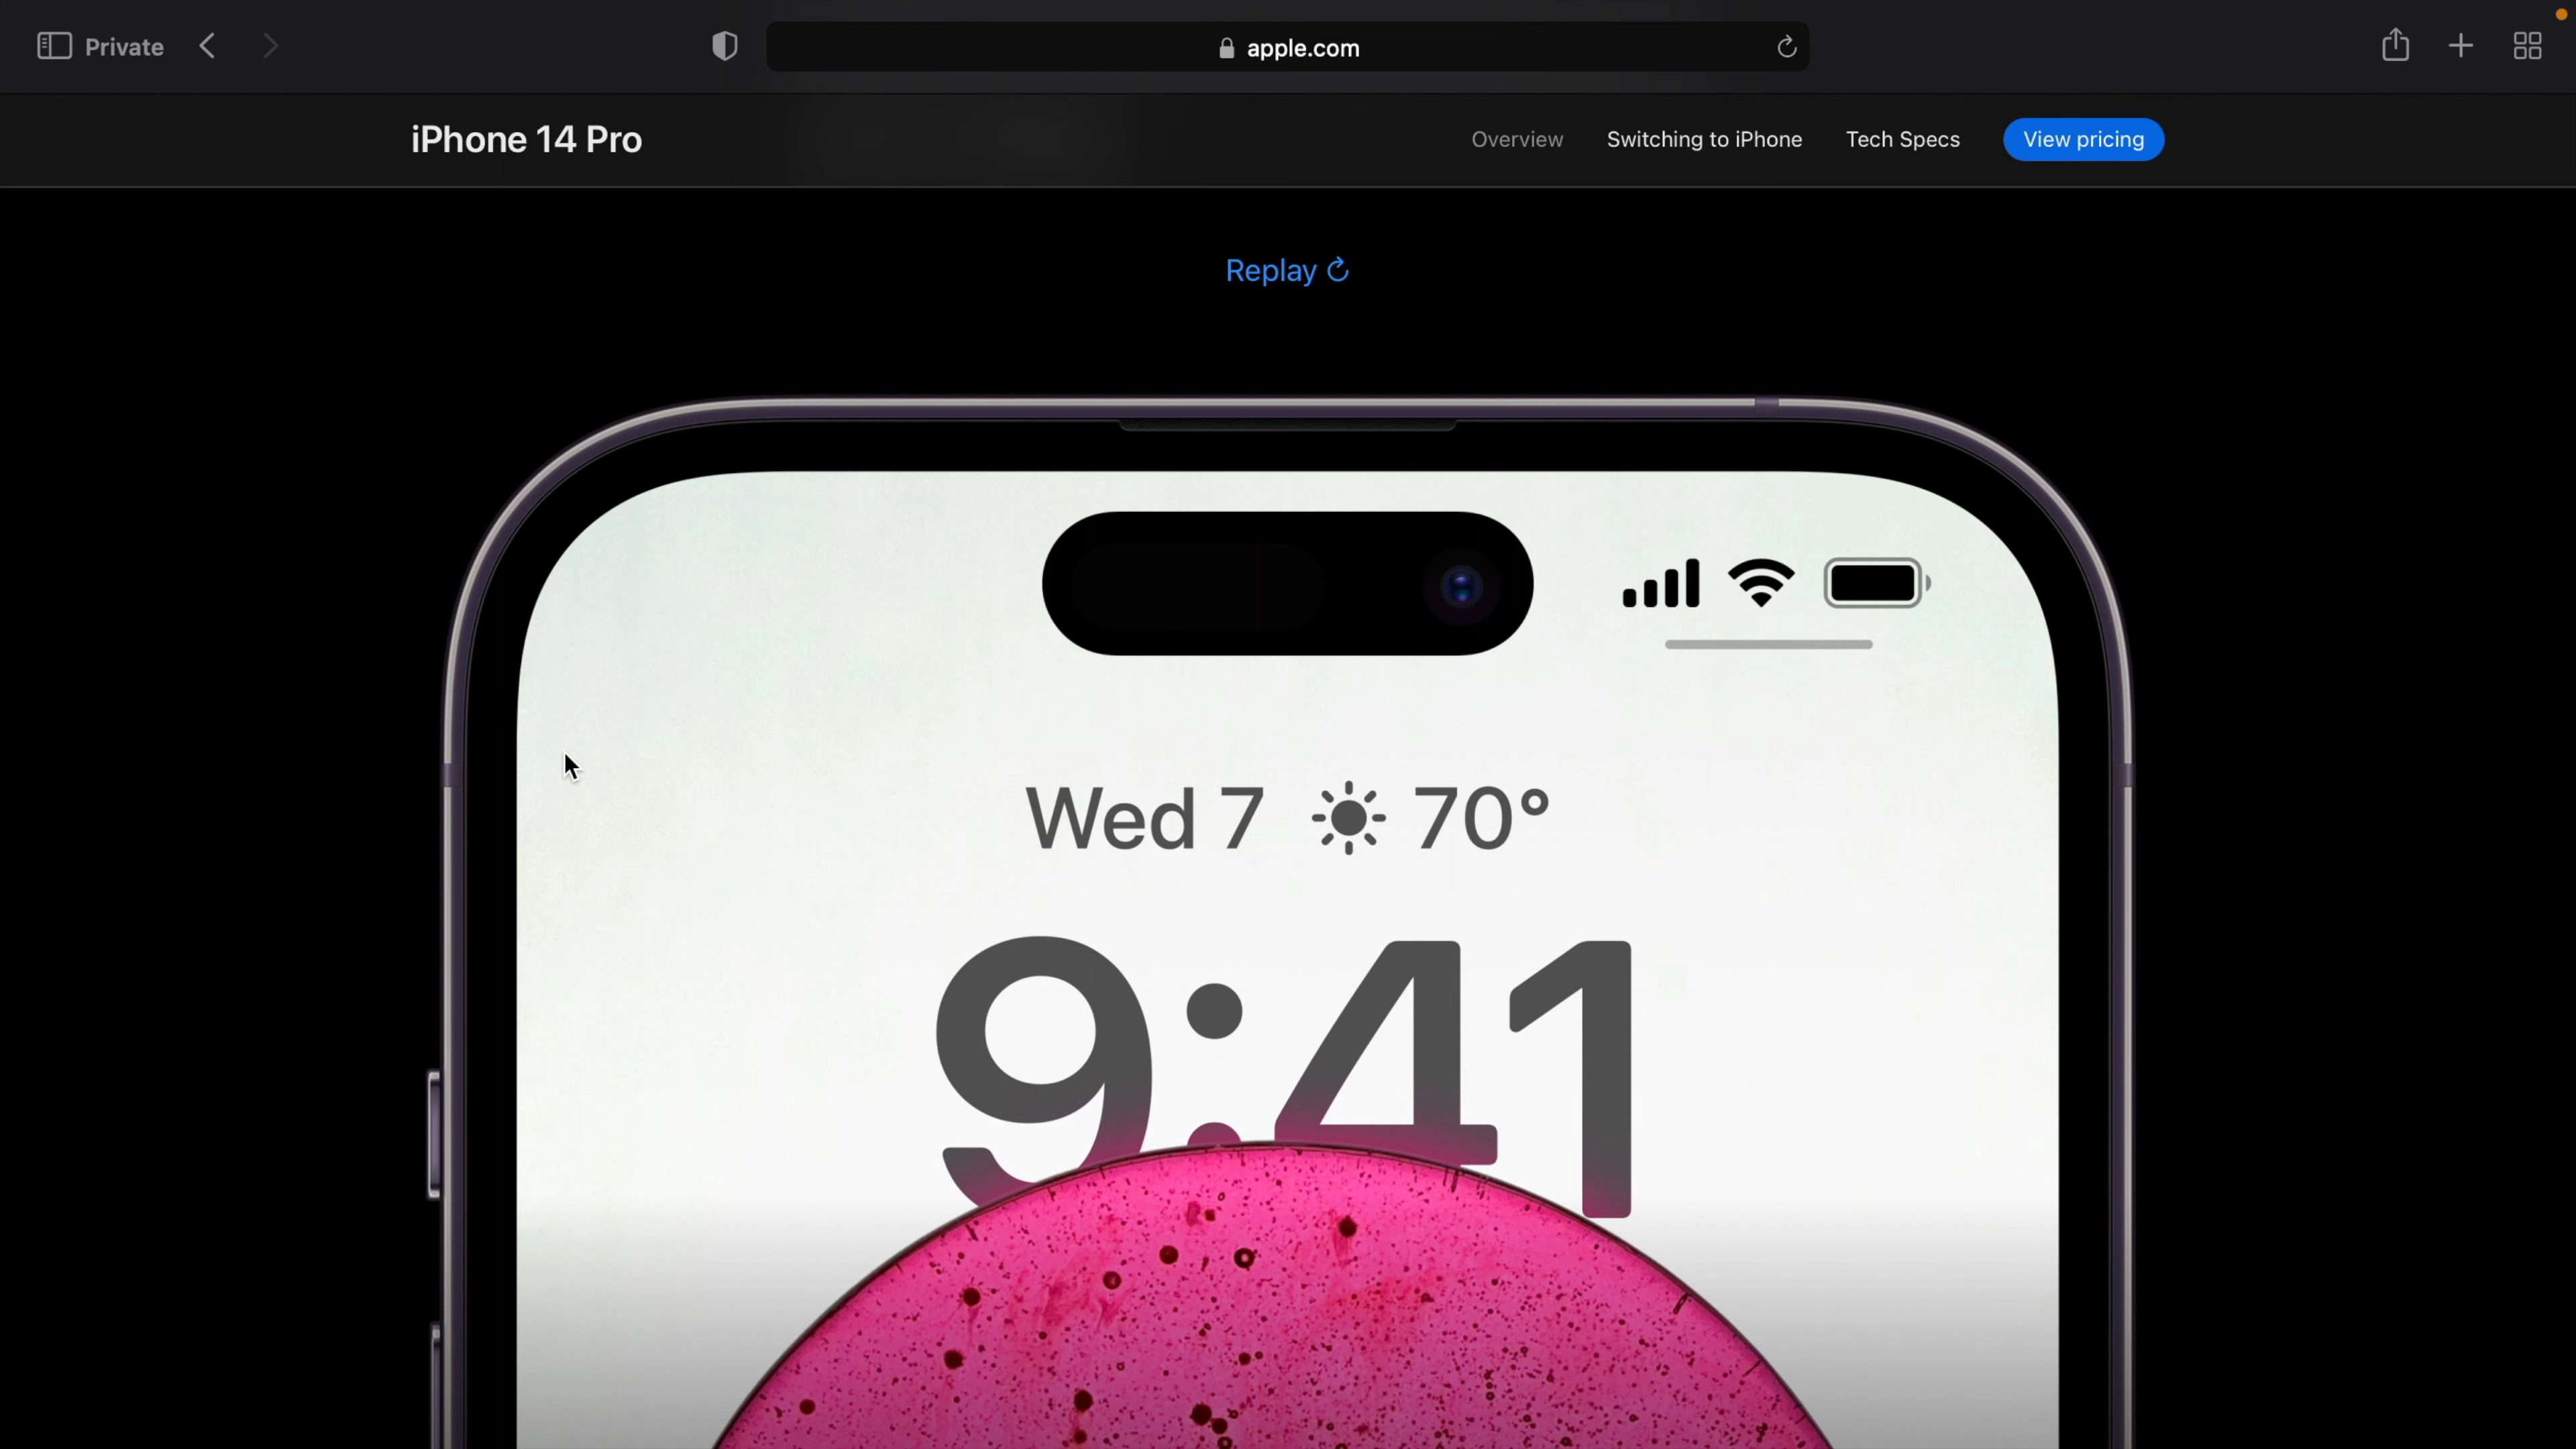 Private
apple.com
iPhone 14 Pro
Overview
Switching to iPhone
Tech Specs
View pricing
Replay
Wed 7 70°
9:41